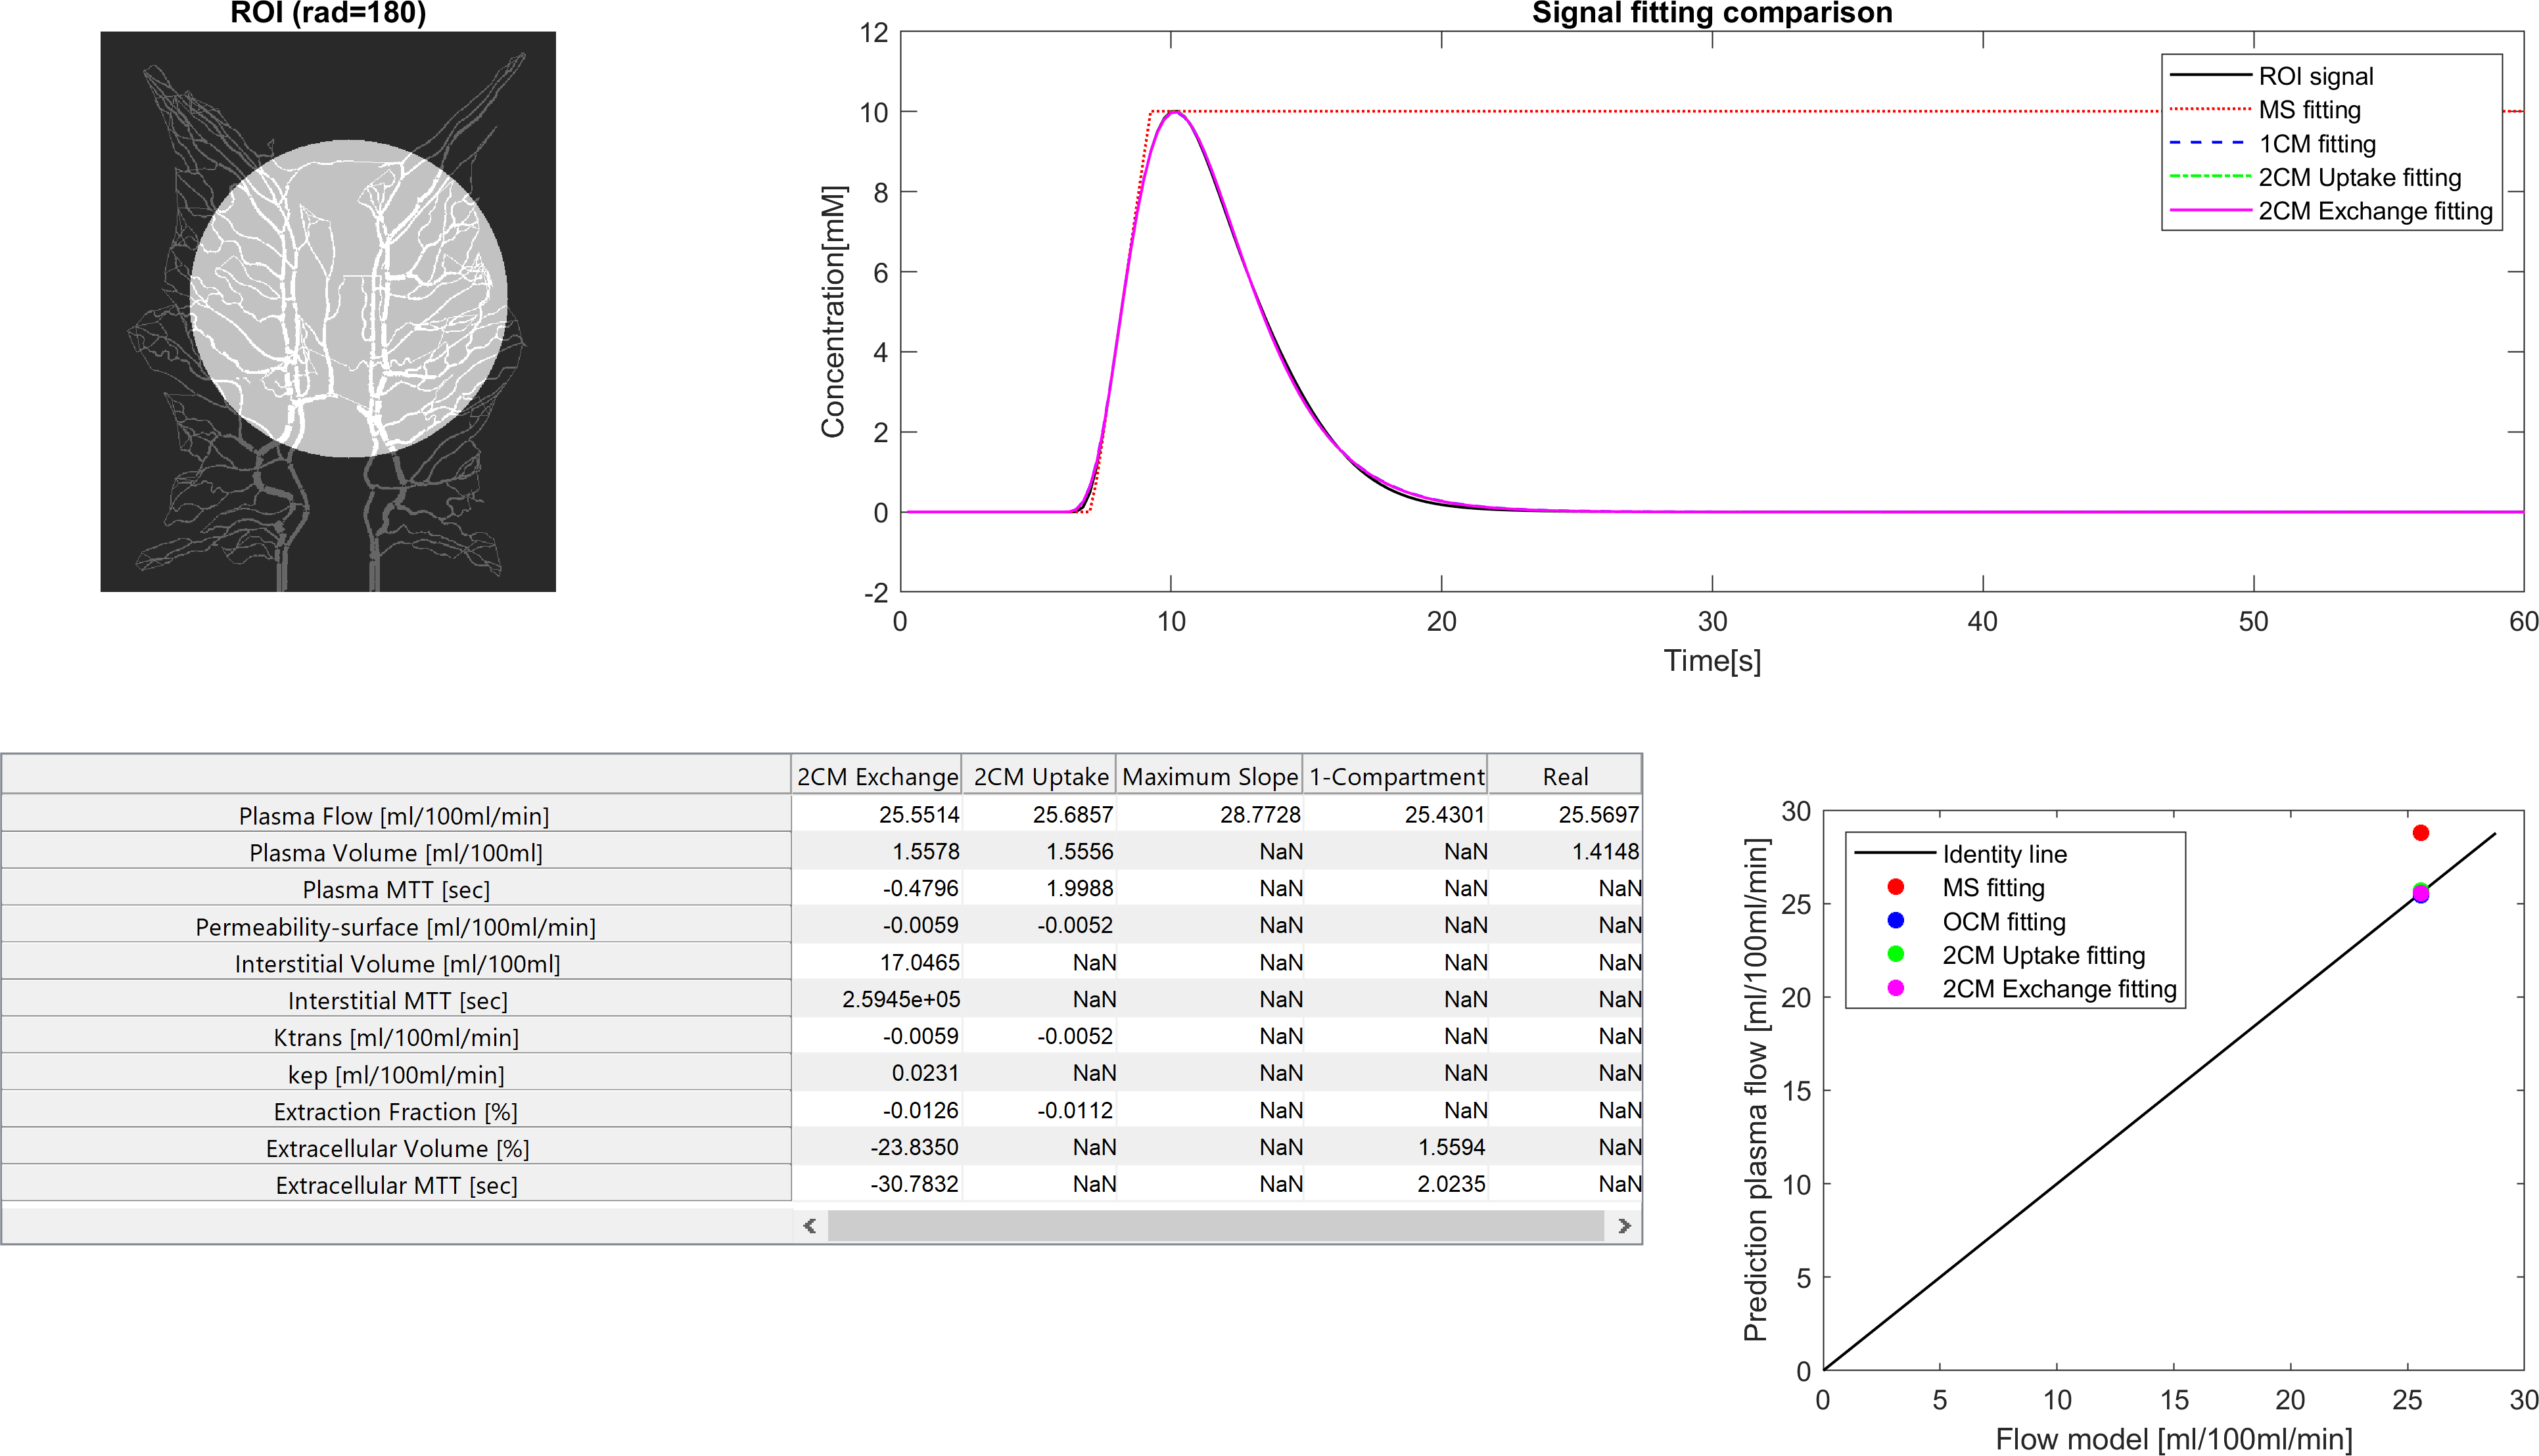 ROI (rad=180)
Signal fitting comparison
12
10
8
6
4
2
0
-2
Concentration[mM]
0 10 20 30 40 50 60
Time[s]
ROI signal
MS fitting
1CM fitting
2CM Uptake fitting
2CM Exchange fitting
2CM Exchange 2CM Uptake Maximum Slope 1-Compartment Real
Plasma Flow [ml/100ml/min] 25.5514 25.6857 28.7728 25.4301 25.5697
Plasma Volume [ml/100ml] 1.5578 1.5556 NaN NaN 1.4148
Plasma MTT [sec] -0.4796 1.9988 NaN NaN NaN
Permeability-surface [ml/100ml/min] -0.0059 -0.0052 NaN NaN NaN
Interstitial Volume [ml/100ml] 17.0465 NaN NaN NaN NaN
Interstitial MTT [sec] 2.5945e+05 NaN NaN NaN NaN
Ktrans [ml/100ml/min] -0.0059 -0.0052 NaN NaN NaN
kep [ml/100ml/min] 0.0231 NaN NaN NaN NaN
Extraction Fraction [%] -0.0126 -0.0112 NaN NaN NaN
Extracellular Volume [%] -23.8350 NaN NaN 1.5594 NaN
Extracellular MTT [sec] -30.7832 NaN NaN 2.0235 NaN
30
25
20
15
10
5
0
Prediction plasma flow [ml/100ml/min]
Identity line
MS fitting
OCM fitting
2CM Uptake fitting
2CM Exchange fitting
0 5 10 15 20 25 30
Flow model [ml/100ml/min]